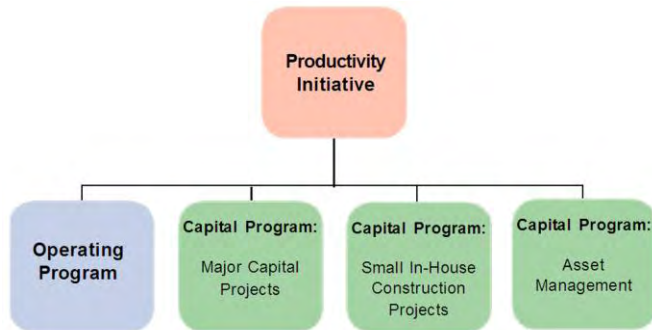 Productivity
Initiative
Operating
Program
Capital Program:
Major Capital
Projects
Capital Program:
Small In-House
Construction
Projects
Capital Program:
Asset
Management